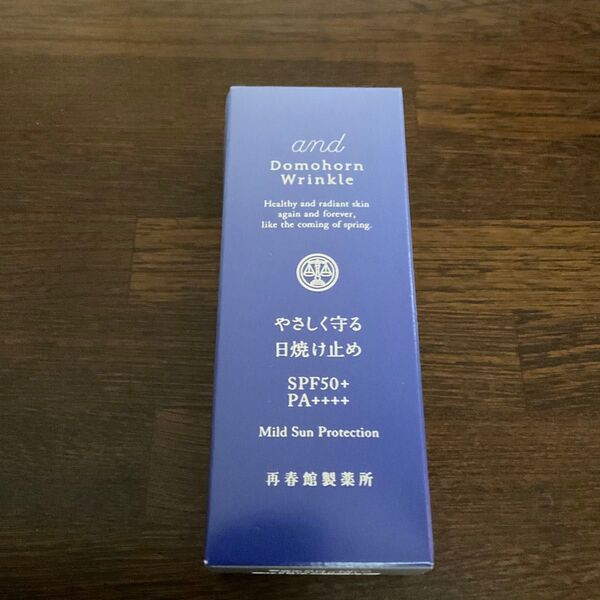 and
Domohorn
Wrinkle
Healthy and radiant skin
again and forever,
like the coming of spring.
やさしく守る
日焼け止め
SPF50+
PA++++
Mild Sun Protection
再春館製薬所